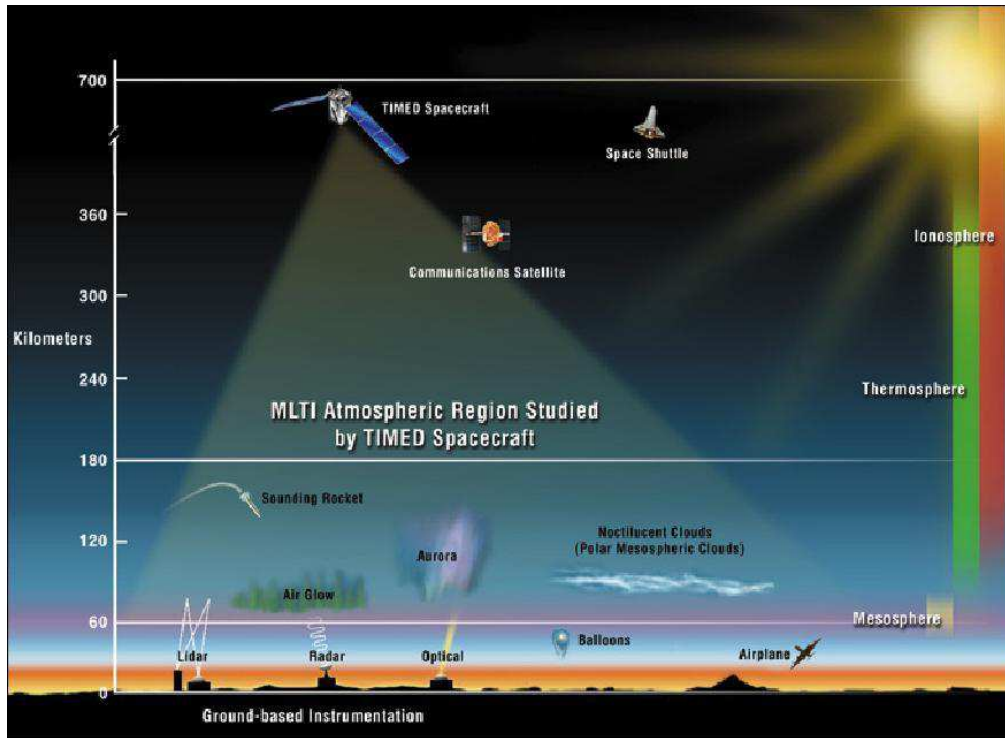 700
TIMED Spacecraft
Space Shuttle
360
Ionosphere
Communications Satellite
300
Kilometers
240
Thermosphere
MLTI Atmospheric Region Studied
by TIMED Spacecraft
180
Sounding Rocket
120
Noctilucent Clouds
(Polar Mesospheric Clouds)
Aurora
Air Glow
60
Mesosphere
Balloons
Lidar
Radar
Optical
Airplane
0
Ground-based Instrumentation